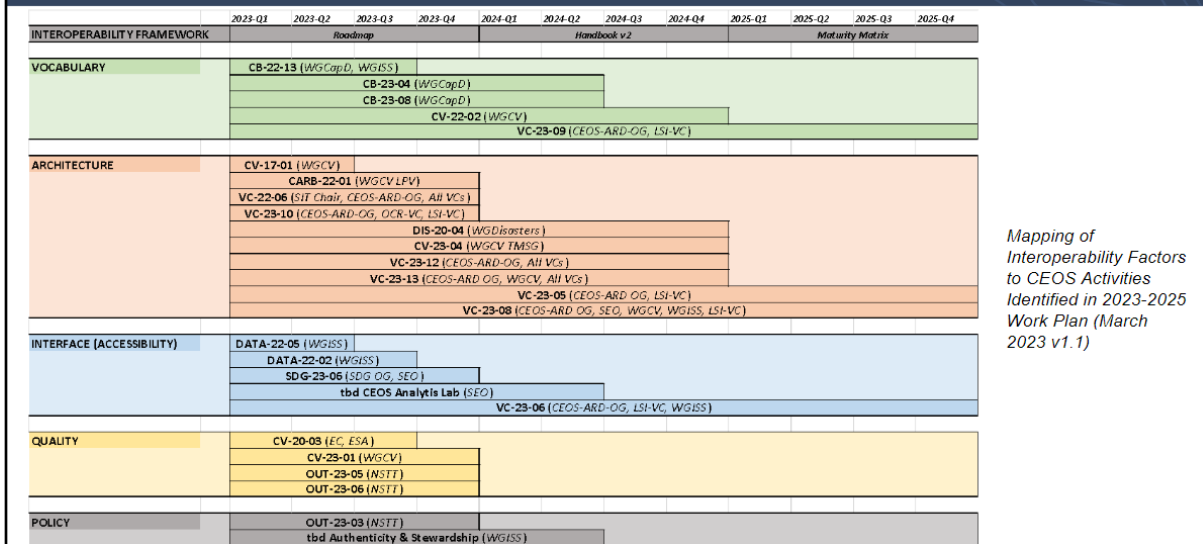 2023-Q1 2023-Q2 2023-Q3 2023-Q4 2024-Q1 2024-Q2 2024-Q3 2024-Q4 2025-Q1 2025-Q2 2025-Q3 2025-Q4
INTEROPERABILITY FRAMEWORK Roadmap Handbook v2 Maturity Matrix
VOCABULARY CB-22-13 (WGCapD, WGISS)
CB-23-04 (WGCapD)
CB-23-08 (WGCapD)
CV-22-02 (WGCV)
VC-23-09 (CEOS-ARD-OG, LSI-VC)
ARCHITECTURE CV-17-01 (WGCV)
CARB-22-01 (WGCV LPV)
VC-22-06 (SIT Chair, CEOS-ARD-OG, All VCs)
VC-23-10 (CEOS-ARD-OG, OCR-VC, LSI-VC)
DIS-20-04 (WGDisasters)
CV-23-04 (WGCV TMSG)
VC-23-12 (CEOS-ARD-OG, All VCs)
VC-23-13 (CEOS-ARD OG, WGCV, All VCs)
VC-23-05 (CEOS-ARD OG, LSI-VC)
VC-23-08 (CEOS-ARD OG, SEO, WGCV, WGISS, LSI-VC)
INTERFACE (ACCESSIBILITY) DATA-22-05 (WGISS)
DATA-22-02 (WGISS)
SDG-23-06 (SDG OG, SEO)
tbd CEOS Analytis Lab (SEO)
VC-23-06 (CEOS-ARD-OG, LSI-VC, WGISS)
QUALITY CV-20-03 (EC, ESA)
CV-23-01 (WGCV)
OUT-23-05 (NSTT)
OUT-23-06 (NSTT)
POLICY OUT-23-03 (NSTT)
tbd Authenticity & Stewardship (WGISS)
Mapping of
Interoperability Factors
to CEOS Activities
Identified in 2023-2025
Work Plan (March
2023 v1.1)